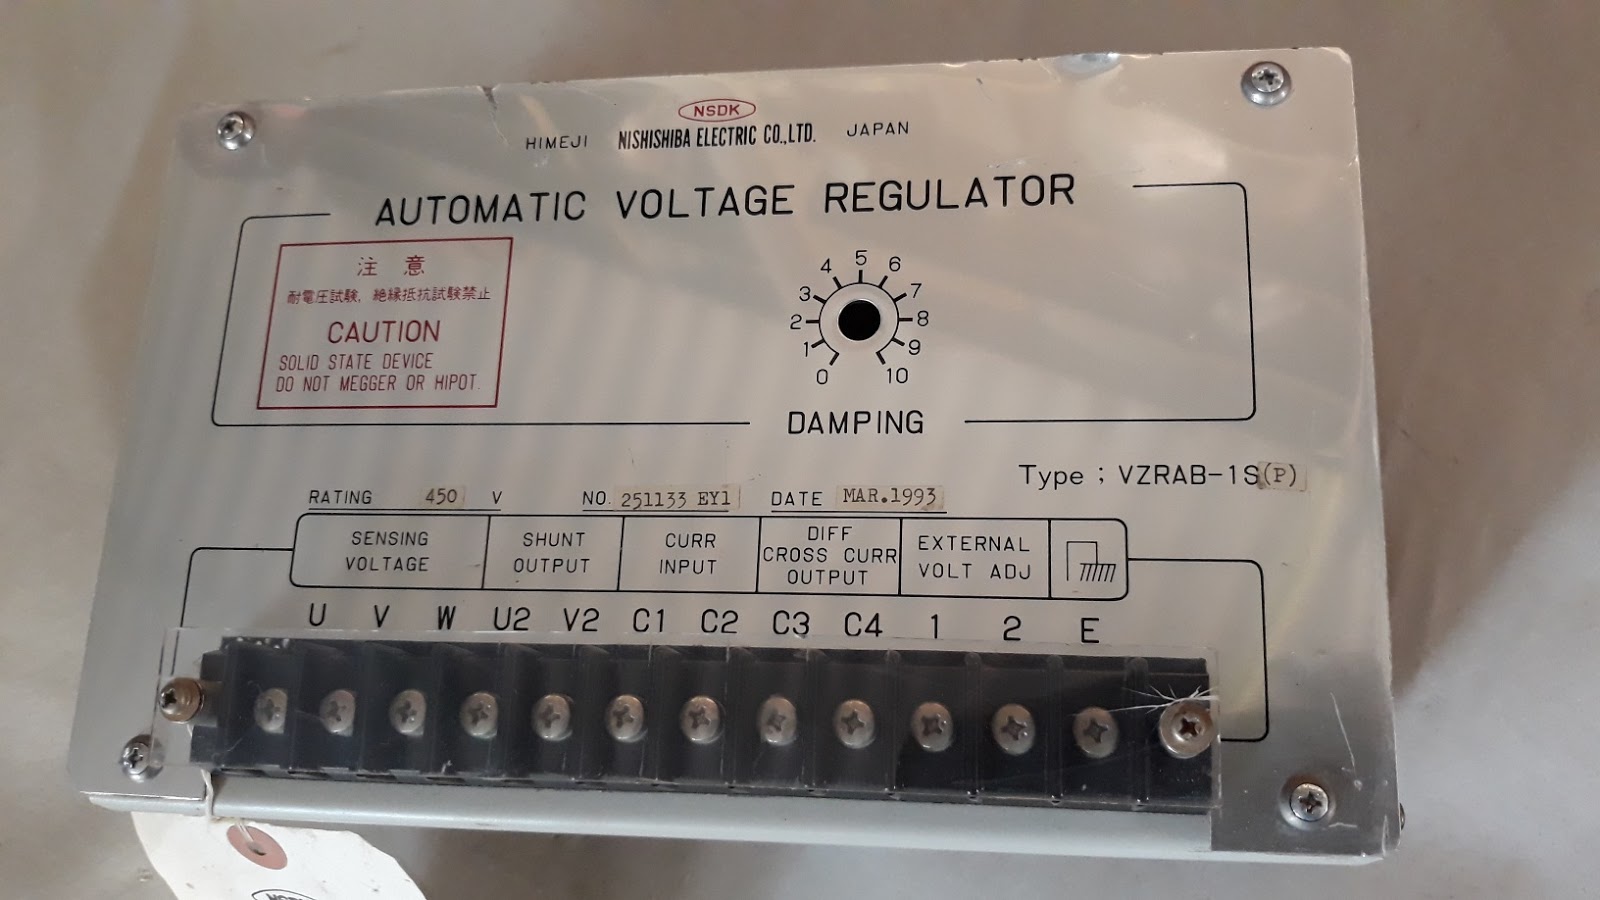 NSDK
HIMEJI NISHISHIBA ELECTRIC CO.,LTD. JAPAN
AUTOMATIC VOLTAGE REGULATOR
注 意
耐電圧試験, 絶縁抵抗試験禁止
CAUTION
SOLID STATE DEVICE
DO NOT MEGGER OR HIPOT.
0 1 2 3 4 5 6 7 8 9 10
DAMPING
Type ; VZRAB-1S(P)
RATING 450 V NO. 251133 EY1 DATE MAR.1993
SENSING
VOLTAGE
SHUNT
OUTPUT
CURR
INPUT
DIFF
CROSS CURR
OUTPUT
EXTERNAL
VOLT ADJ
U V W U2 V2 C1 C2 C3 C4 1 2 E